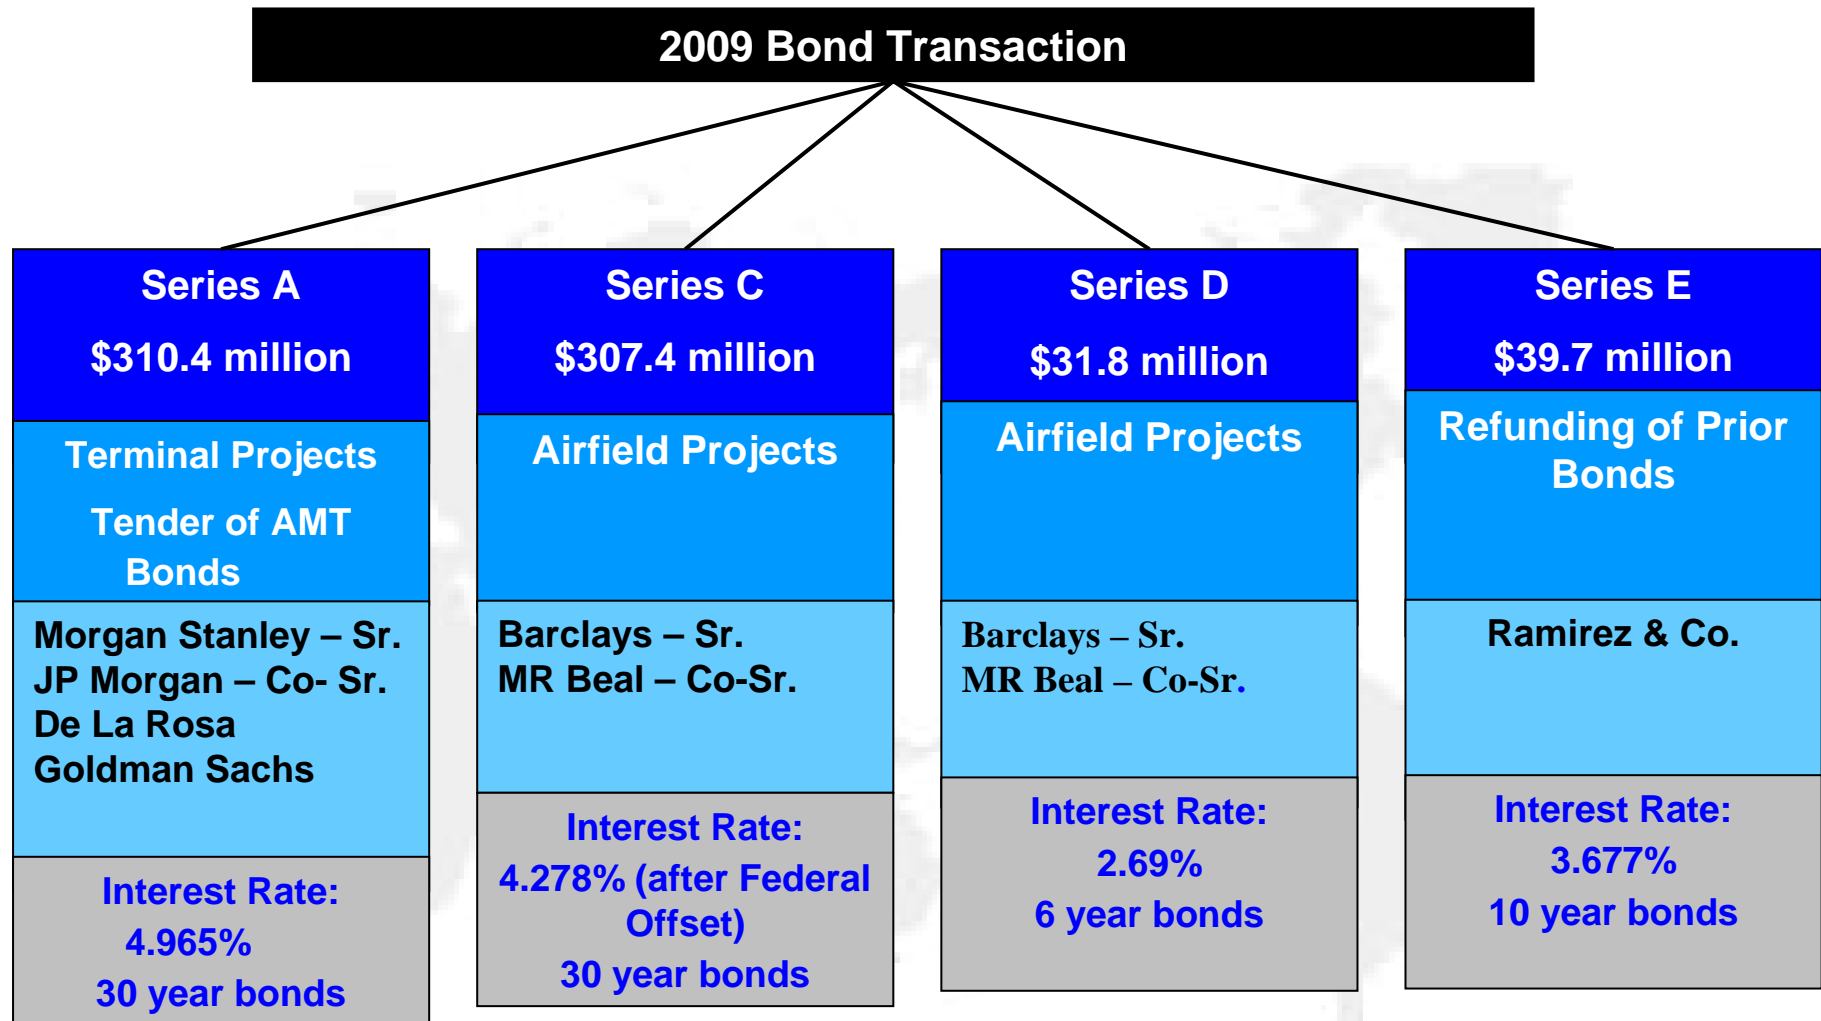 2009 Bond Transaction
Series A
$310.4 million
Terminal Projects
Tender of AMT
Bonds
Morgan Stanley – Sr.
JP Morgan – Co- Sr.
De La Rosa
Goldman Sachs
Interest Rate:
4.965%
30 year bonds
Series C
$307.4 million
Airfield Projects
Barclays – Sr.
MR Beal – Co-Sr.
Interest Rate:
4.278% (after Federal
Offset)
30 year bonds
Series D
$31.8 million
Airfield Projects
Barclays – Sr.
MR Beal – Co-Sr.
Interest Rate:
2.69%
6 year bonds
Series E
$39.7 million
Refunding of Prior
Bonds
Ramirez & Co.
Interest Rate:
3.677%
10 year bonds